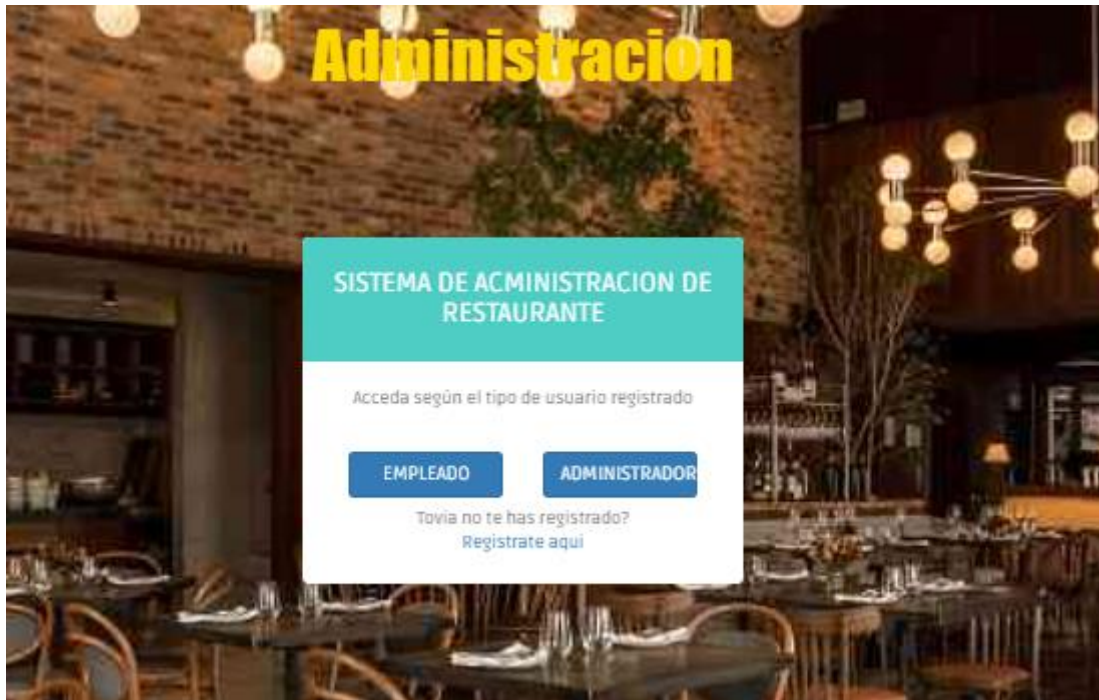 Administracion
SISTEMA DE ACMINISTRACION DE
RESTAURANTE
Acceda según el tipo de usuario registrado
EMPLEADO
ADMINISTRADOR
Tovia no te has registrado?
Registrate aqui